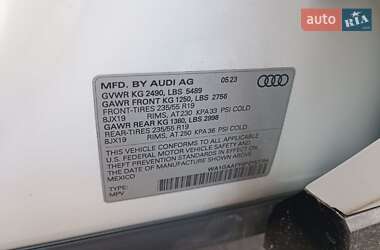 auto RIA
MFD. BY AUDI AG 05 23
GVWR KG 2490, LBS 5489
GAWR FRONT KG 1250, LBS 2756
FRONT-TIRES 235/55 R19
8JX19 RIMS, AT 230 KPA 33 PSI COLD
GAWR REAR KG 1360, LBS 2998
REAR-TIRES 235/55 R19
8JX19 RIMS, AT 250 KPA 36 PSI COLD
THIS VEHICLE CONFORMS TO ALL APPLICABLE
U.S. FEDERAL MOTOR VEHICLE SAFETY
STANDARDS IN EFFECT ON THE
DATE OF MANUFACTURE SHOWN ABOVE
MEXICO
TYPE:
MPV